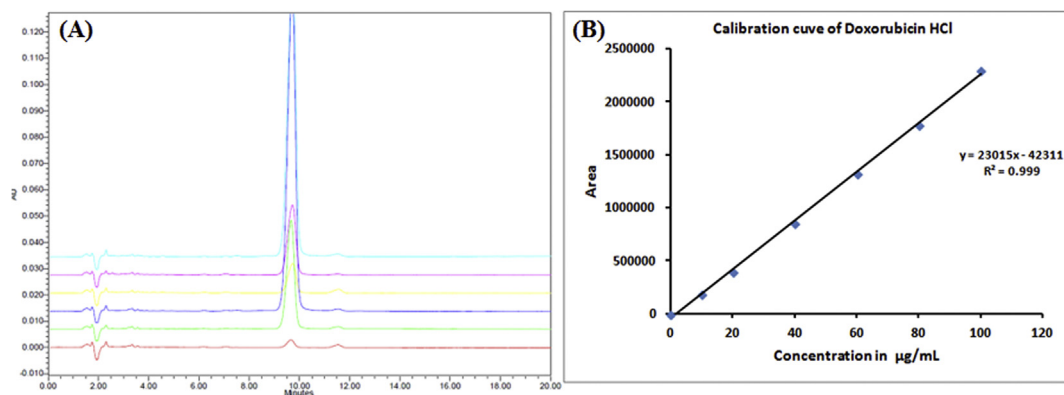 (A)
0.120
0.110
0.100
0.090
0.080
0.070
0.060
AU
0.050
0.040
0.030
0.020
0.010
0.000
-0.010
0.00 2.00 4.00 6.00 8.00 10.00 12.00 14.00 16.00 18.00 20.00
Minutes
(B)
Calibration cuve of Doxorubicin HCl
2500000
2000000
1500000
1000000
500000
0
Area
y = 23015x - 42311
R² = 0.999
0 20 40 60 80 100 120
Concentration in µg/mL